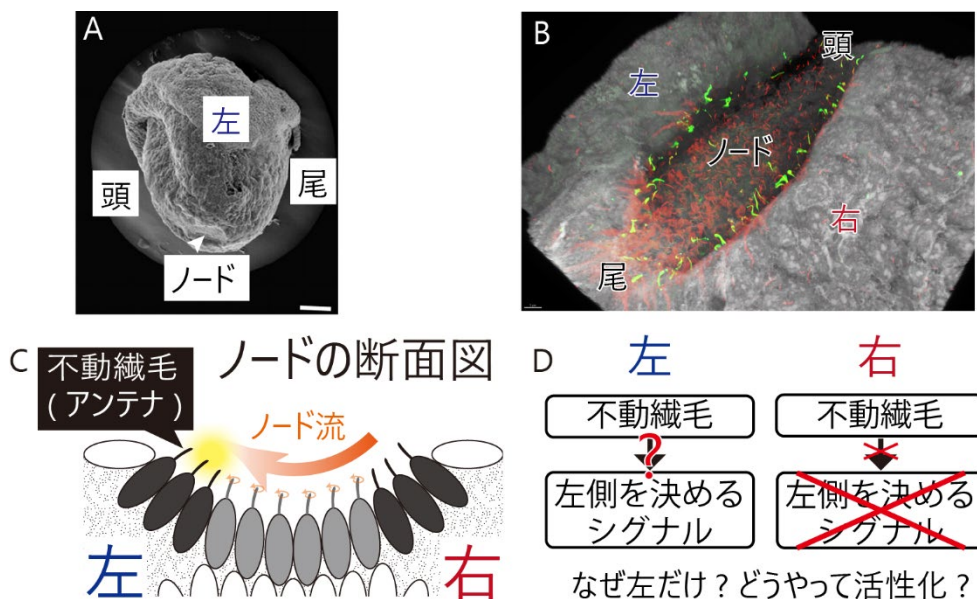 A
左
頭
尾
ノード
B
頭
左
ノード
右
尾
C
不動繊毛
(アンテナ)
ノードの断面図
ノード流
左
右
D
左
右
不動繊毛
不動繊毛
?
左側を決める
シグナル
左側を決める
シグナル
なぜ左だけ?どうやって活性化?